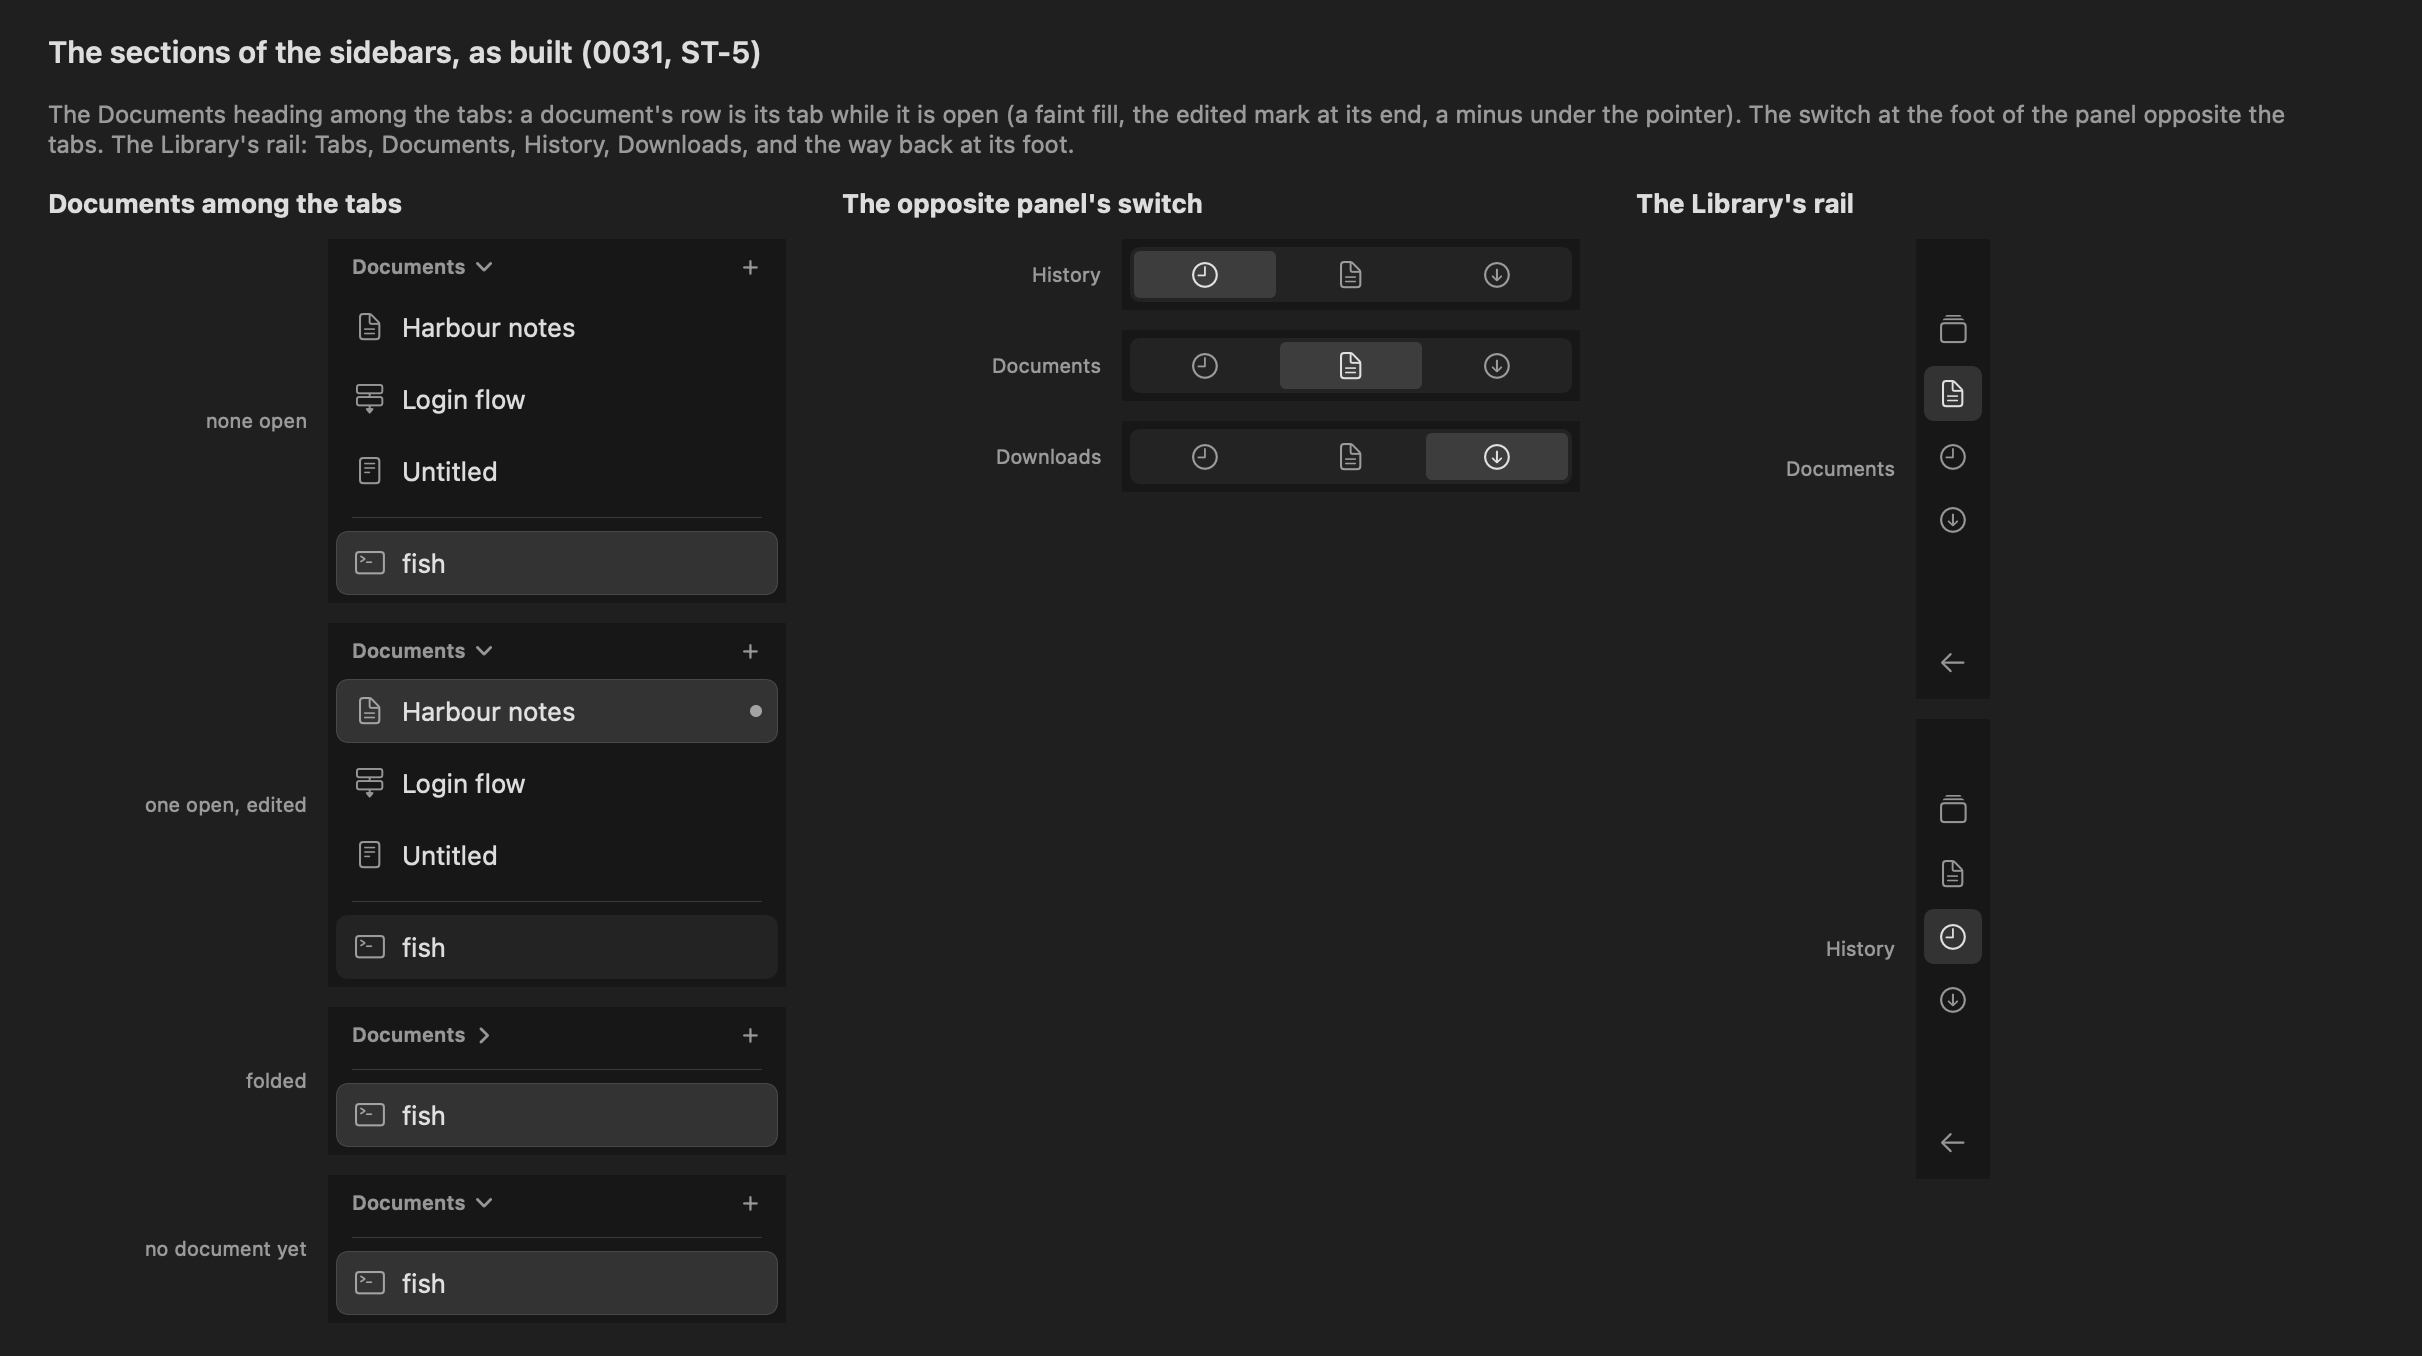 The sections of the sidebars, as built (0031, ST-5)
The Documents heading among the tabs: a document's row is its tab while it is open (a faint fill, the edited mark at its end, a minus under the pointer). The switch at the foot of the panel opposite the
tabs. The Library's rail: Tabs, Documents, History, Downloads, and the way back at its foot.
Documents among the tabs
none open
Documents
Harbour notes
Login flow
Untitled
fish
one open, edited
Documents
Harbour notes
Login flow
Untitled
fish
folded
Documents
fish
no document yet
Documents
fish
The opposite panel's switch
History
Documents
Downloads
The Library's rail
Documents
History